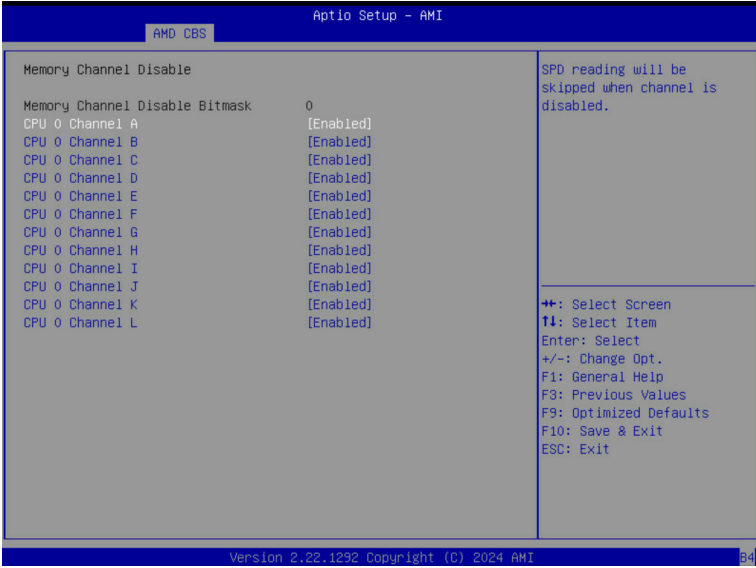 Aptio Setup - AMI
AMD CBS
Memory Channel Disable
Memory Channel Disable Bitmask 0
CPU 0 Channel A [Enabled]
CPU 0 Channel B [Enabled]
CPU 0 Channel C [Enabled]
CPU 0 Channel D [Enabled]
CPU 0 Channel E [Enabled]
CPU 0 Channel F [Enabled]
CPU 0 Channel G [Enabled]
CPU 0 Channel H [Enabled]
CPU 0 Channel I [Enabled]
CPU 0 Channel J [Enabled]
CPU 0 Channel K [Enabled]
CPU 0 Channel L [Enabled]
SPD reading will be
skipped when channel is
disabled.
→←: Select Screen
↑↓: Select Item
Enter: Select
+/-: Change Opt.
F1: General Help
F3: Previous Values
F9: Optimized Defaults
F10: Save & Exit
ESC: Exit
Version 2.22.1292 Copyright (C) 2024 AMI
B4